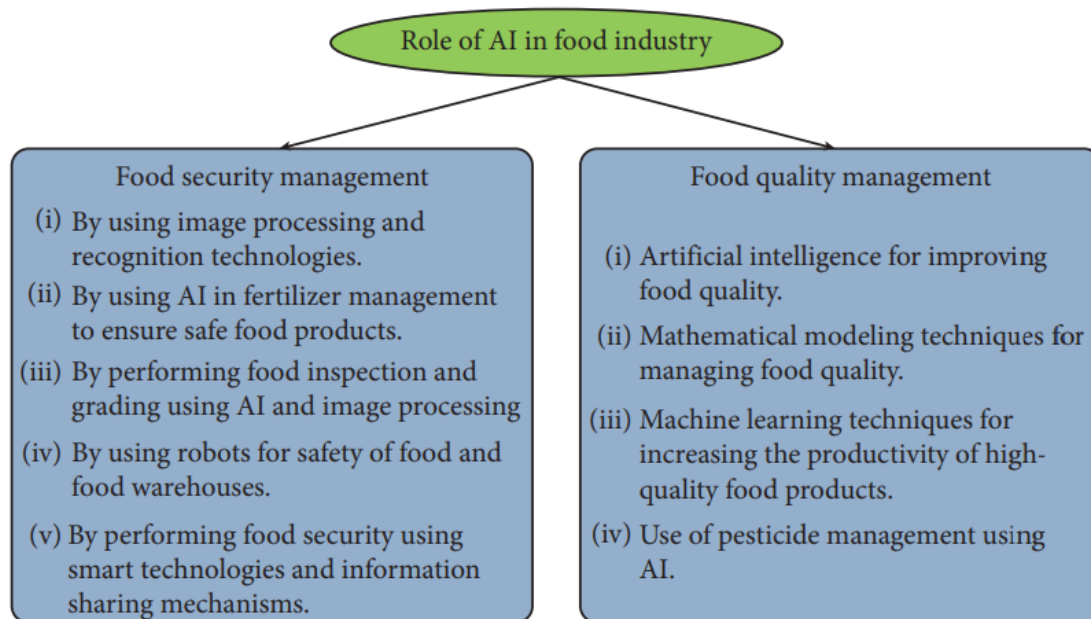 Role of AI in food industry
Food security management
(i) By using image processing and
recognition technologies.
(ii) By using AI in fertilizer management
to ensure safe food products.
(iii) By performing food inspection and
grading using AI and image processing
(iv) By using robots for safety of food and
food warehouses.
(v) By performing food security using
smart technologies and information
sharing mechanisms.
Food quality management
(i) Artificial intelligence for improving
food quality.
(ii) Mathematical modeling techniques for
managing food quality.
(iii) Machine learning techniques for
increasing the productivity of high-
quality food products.
(iv) Use of pesticide management using
AI.